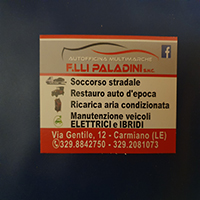 AUTOFFICINA MULTIMARCHE
F.LLI PALADINI S.N.C.
Soccorso stradale
Restauro auto d'epoca
Ricarica aria condizionata
Manutenzione veicoli
ELETTRICI e IBRIDI
Via Gentile, 12 - Carmiano (LE)
329.8842750 - 329.2081073